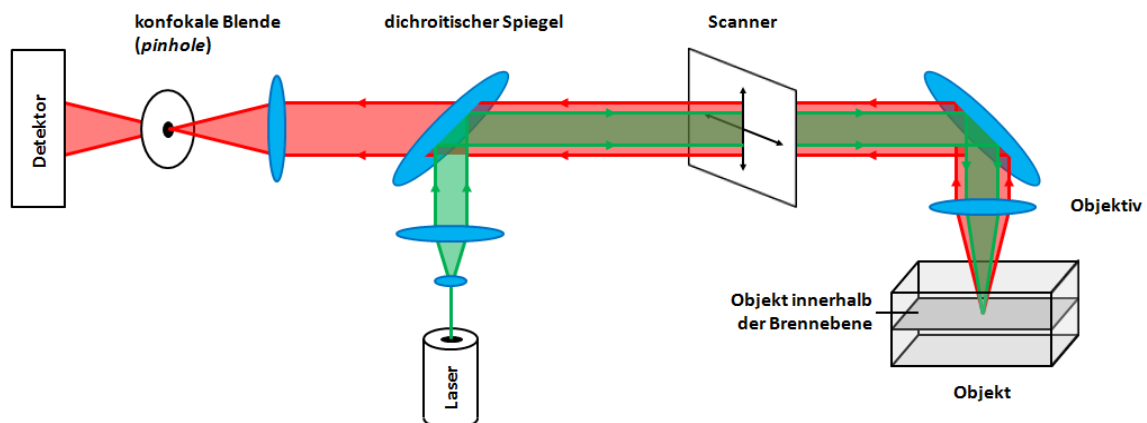 konfokale Blende
(pinhole)
dichroitischer Spiegel
Scanner
Detektor
Objektiv
Objekt innerhalb
der Brennebene
Laser
Objekt